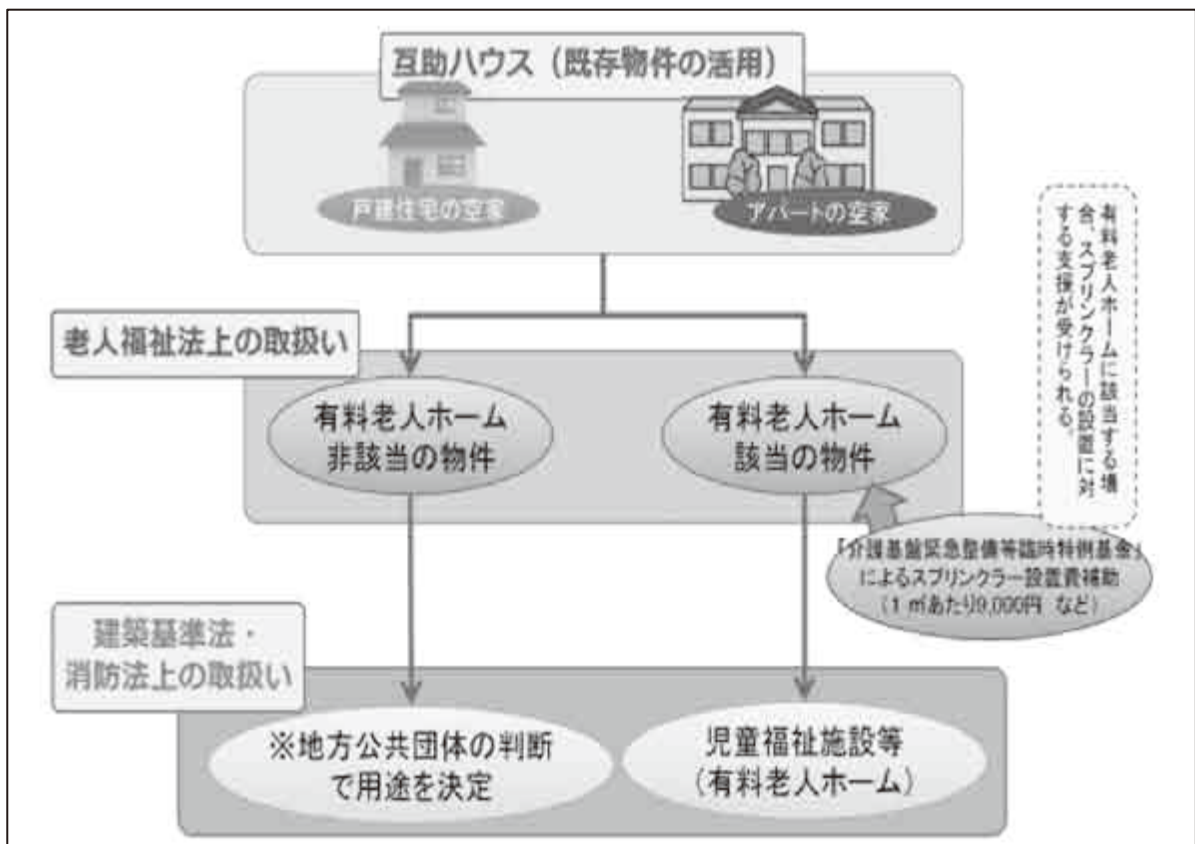 互助ハウス（既存物件の活用）
戸建住宅の空家
アパートの空家
有料老人ホームに該当する場
合、スプリンクラーの設置に対
する支援が受けられる。
老人福祉法上の取扱い
有料老人ホーム
非該当の物件
有料老人ホーム
該当の物件
「介護基盤緊急整備等臨時特例基金」
によるスプリンクラー設置費補助
（1 ㎡あたり9,000円 など）
建築基準法・
消防法上の取扱い
※地方公共団体の判断
で用途を決定
児童福祉施設等
（有料老人ホーム）